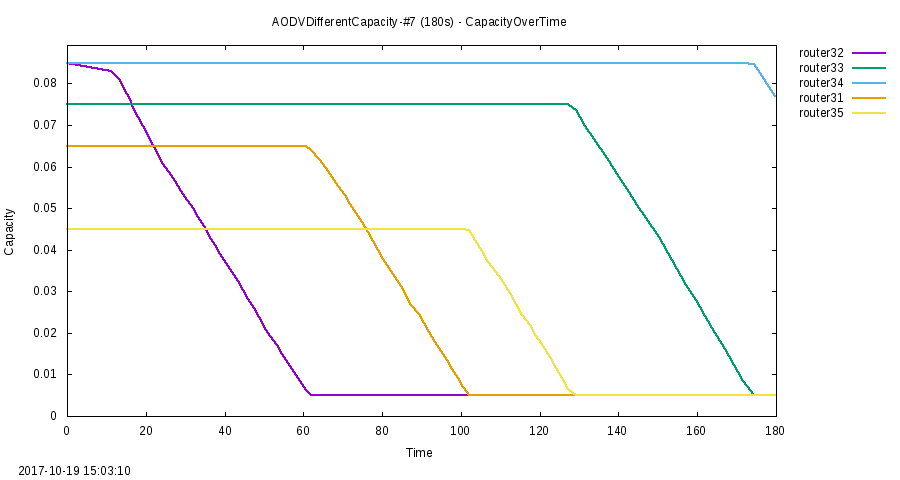 AODVDifferentCapacity-#7 (180s) - CapacityOverTime
router32
router33
router34
router31
router35
Capacity
0.08
0.07
0.06
0.05
0.04
0.03
0.02
0.01
0
0 20 40 60 80 100 120 140 160 180
Time
2017-10-19 15:03:10